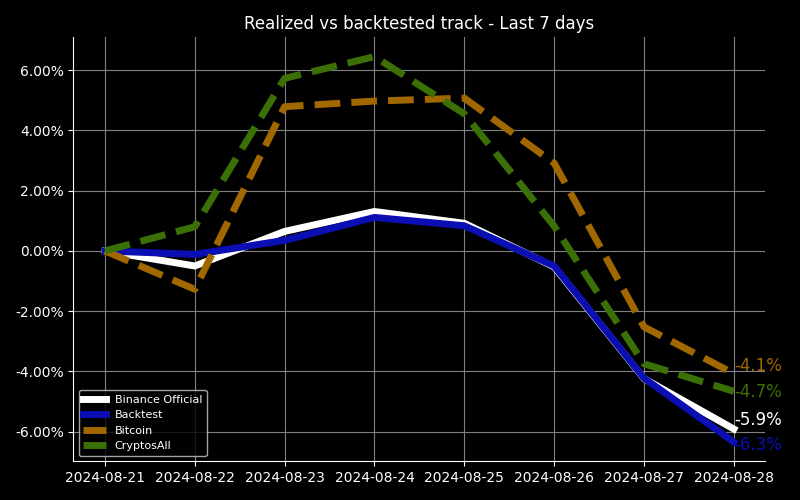 Realized vs backtested track - Last 7 days
6.00%
4.00%
2.00%
0.00%
-2.00%
-4.00%
-6.00%
-4.1%
-4.7%
-5.9%
-6.3%
Binance Official
Backtest
Bitcoin
CryptosAll
2024-08-21 2024-08-22 2024-08-23 2024-08-24 2024-08-25 2024-08-26 2024-08-27 2024-08-28